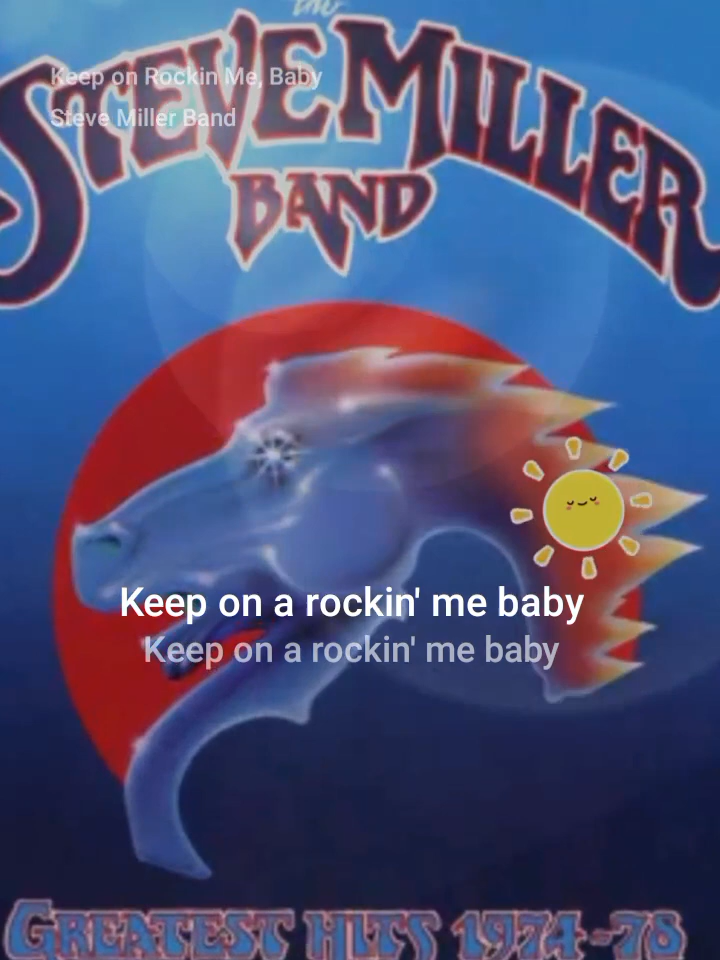 the
STEVE MILLER
BAND
Keep on Rockin Me, Baby
Steve Miller Band
Keep on a rockin' me baby
Keep on a rockin' me baby
GREATEST HITS 1974-78